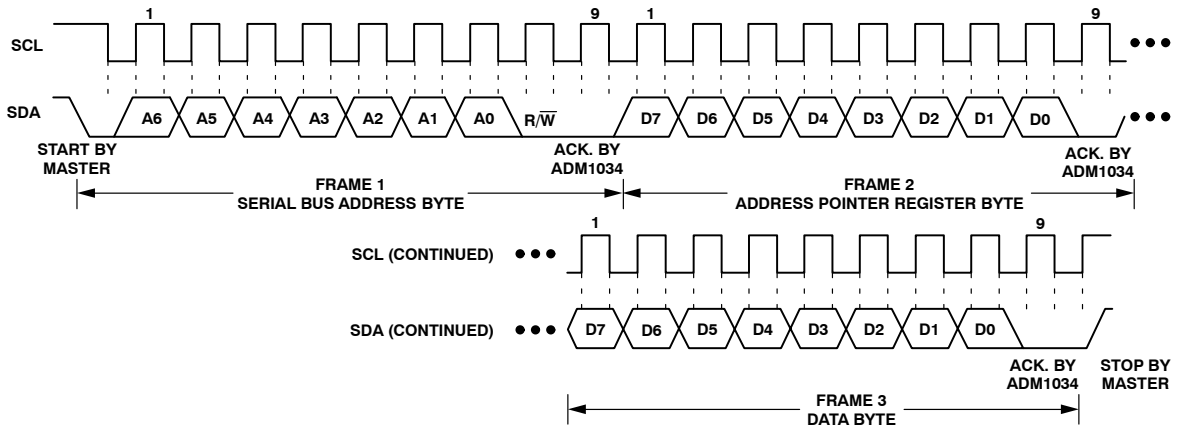 1 9 1 9
SCL
SDA A6 A5 A4 A3 A2 A1 A0 R/W̅ D7 D6 D5 D4 D3 D2 D1 D0
START BY
MASTER
ACK. BY
ADM1034
ACK. BY
ADM1034
FRAME 1
SERIAL BUS ADDRESS BYTE
FRAME 2
ADDRESS POINTER REGISTER BYTE
1 9
SCL (CONTINUED)
SDA (CONTINUED) D7 D6 D5 D4 D3 D2 D1 D0
ACK. BY
ADM1034
STOP BY
MASTER
FRAME 3
DATA BYTE